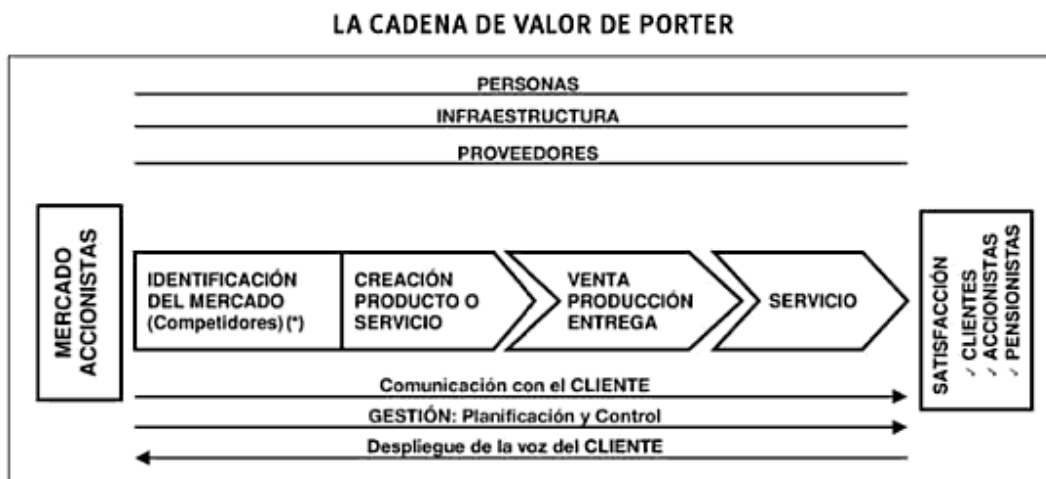 LA CADENA DE VALOR DE PORTER
PERSONAS
INFRAESTRUCTURA
PROVEEDORES
MERCADO
ACCIONISTAS
IDENTIFICACIÓN
DEL MERCADO
(Competidores) (*)
CREACIÓN
PRODUCTO O
SERVICIO
VENTA
PRODUCCIÓN
ENTREGA
SERVICIO
SATISFACCIÓN
✓ CLIENTES
✓ ACCIONISTAS
✓ PENSIONISTAS
Comunicación con el CLIENTE
GESTIÓN: Planificación y Control
Despliegue de la voz del CLIENTE